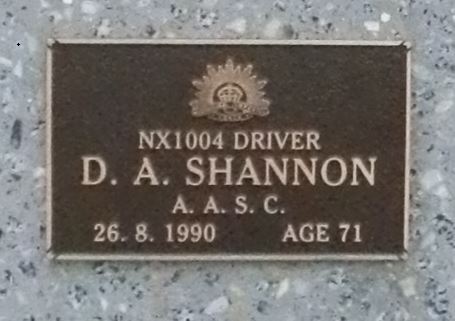 NX1004 DRIVER
D. A. SHANNON
A. A. S. C.
26. 8. 1990 AGE 71